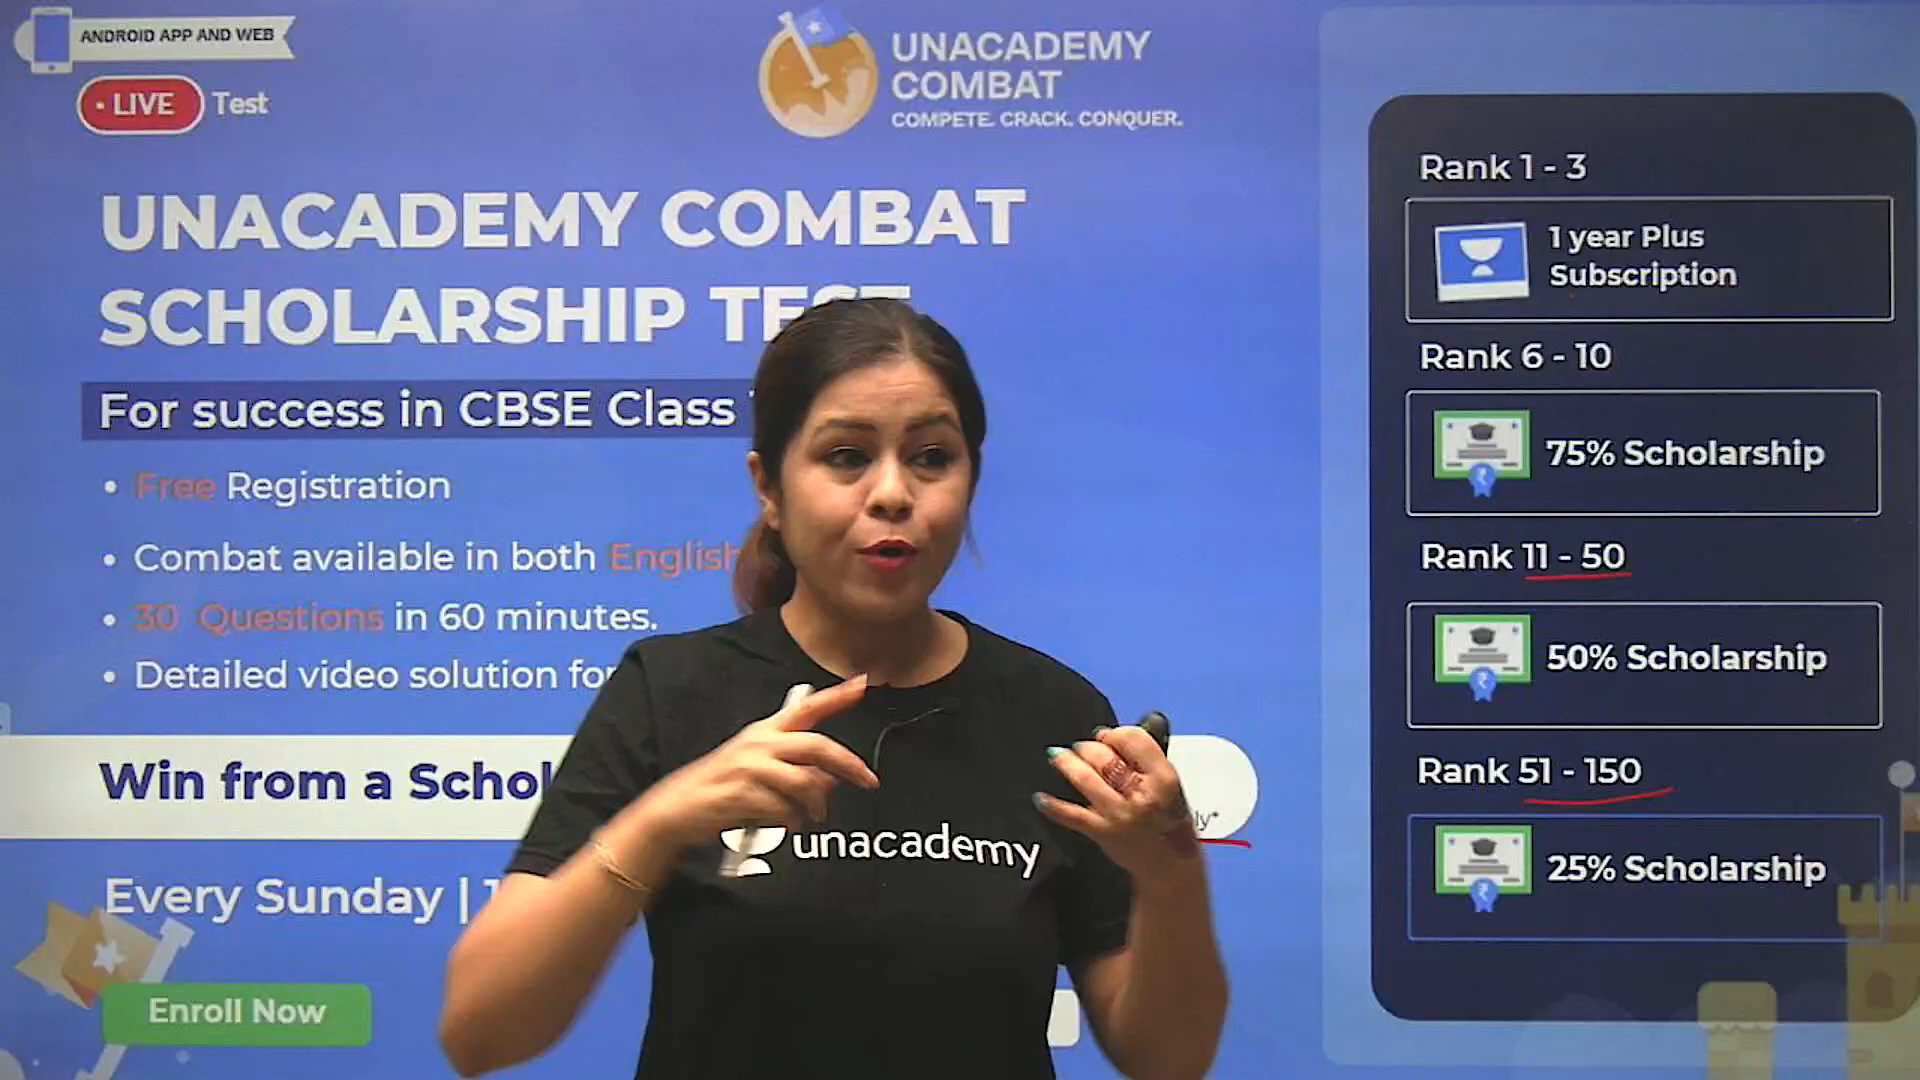 ANDROID APP AND WEB
• LIVE Test
UNACADEMY
COMBAT
COMPETE. CRACK. CONQUER.
UNACADEMY COMBAT
SCHOLARSHIP TEST
For success in CBSE Class
• Free Registration
• Combat available in both English
• 30 Questions in 60 minutes.
• Detailed video solution for
Win from a
Every Sunday |
Enroll Now
unacademy
Rank 1 - 3
1 year Plus
Subscription
Rank 6 - 10
75% Scholarship
Rank 11 - 50
50% Scholarship
Rank 51 - 150
25% Scholarship